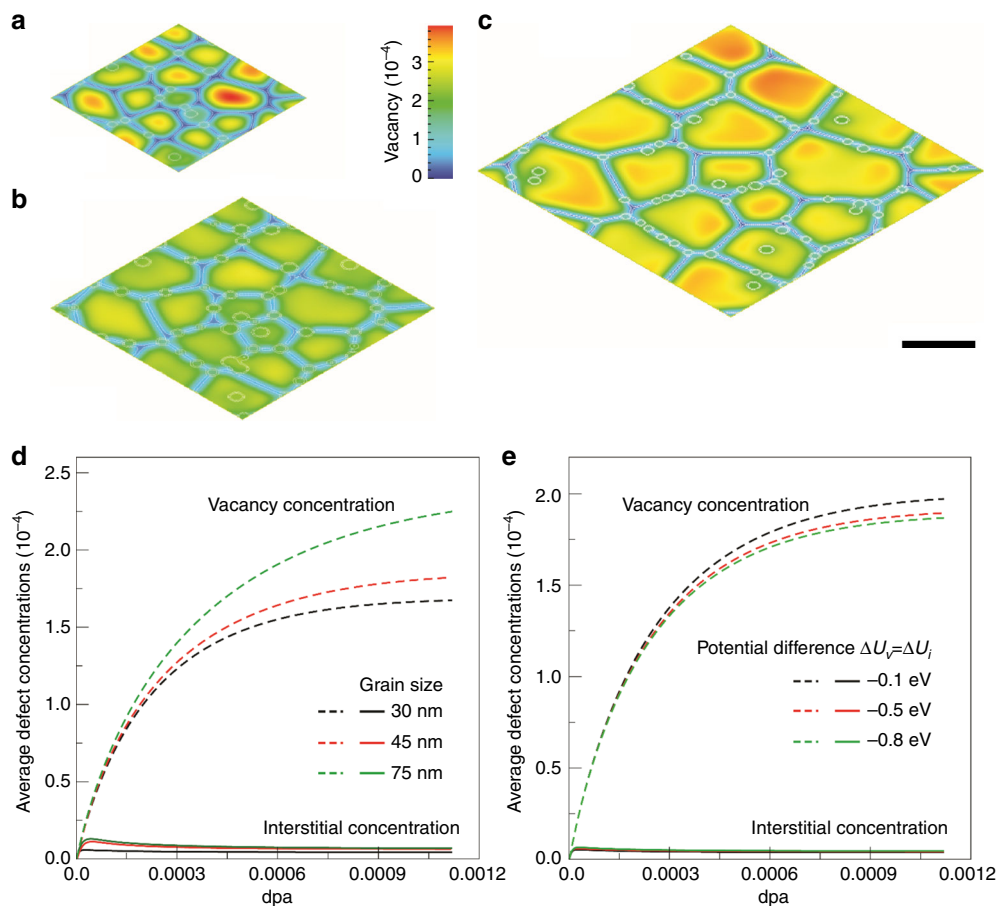 a
Vacancy (10⁻⁴)
3
2
1
0
c
b
d
Average defect concentrations (10⁻⁴)
2.5
2.0
1.5
1.0
0.5
0.0
Vacancy concentration
Grain size
30 nm
45 nm
75 nm
Interstitial concentration
0.0 0.0003 0.0006 0.0009 0.0012
dpa
e
Average defect concentrations (10⁻⁴)
2.0
1.5
1.0
0.5
0.0
Vacancy concentration
Potential difference ΔUᵥ=ΔUᵢ
−0.1 eV
−0.5 eV
−0.8 eV
Interstitial concentration
0.0 0.0003 0.0006 0.0009 0.0012
dpa